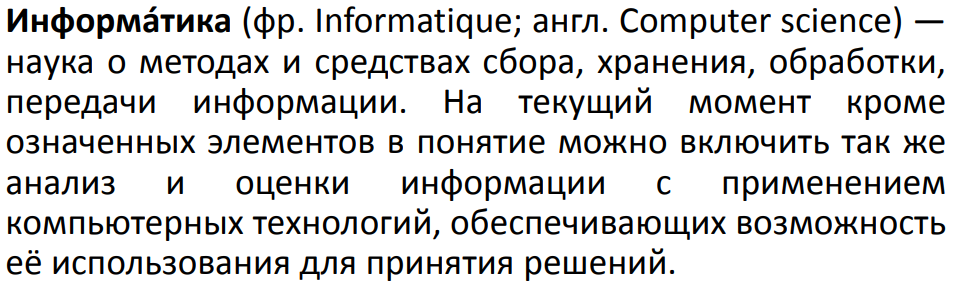 Информа́тика (фр. Informatique; англ. Computer science) —
наука о методах и средствах сбора, хранения, обработки,
передачи информации. На текущий момент кроме
означенных элементов в понятие можно включить так же
анализ и оценки информации с применением
компьютерных технологий, обеспечивающих возможность
её использования для принятия решений.